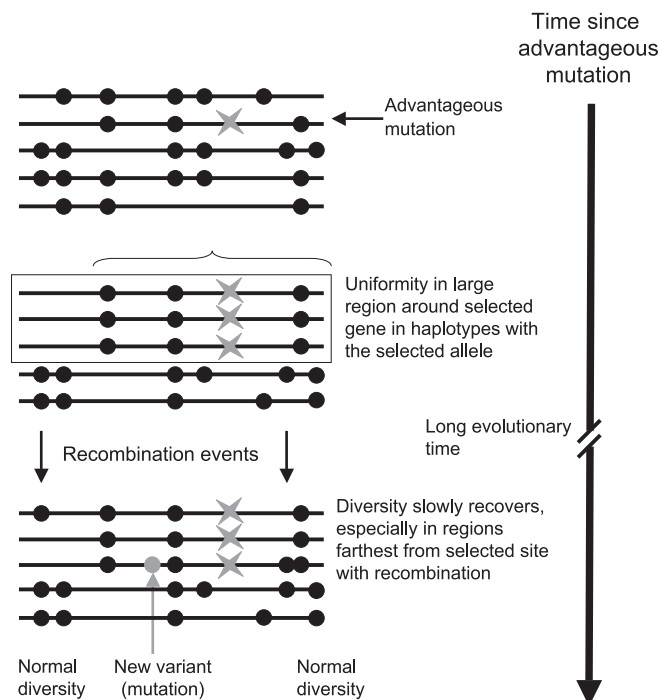 Time since
advantageous
mutation
Advantageous
mutation
Uniformity in large
region around selected
gene in haplotypes with
the selected allele
Long evolutionary
time
Recombination events
Diversity slowly recovers,
especially in regions
farthest from selected site
with recombination
Normal
diversity
New variant
(mutation)
Normal
diversity